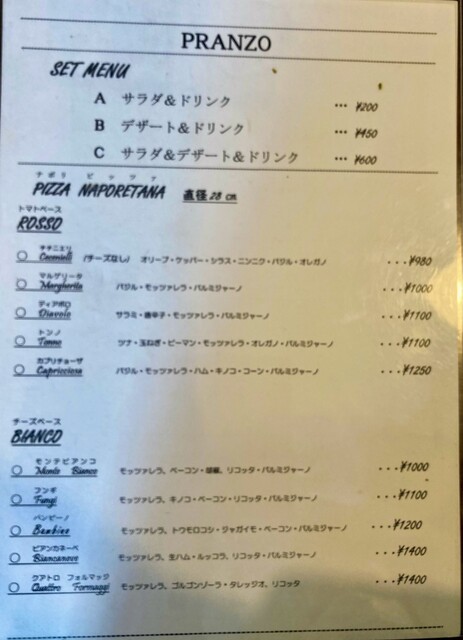 PRANZO
SET MENU
A サラダ&ドリンク ··· ¥200
B デザート&ドリンク ··· ¥450
C サラダ&デザート&ドリンク ··· ¥600
ナポリ ピッツァ
PIZZA NAPORETANA 直径28cm
トマトベース
ROSSO
チチニエリ
○ Cecenielli (チーズなし) オリーブ・ケッパー・シラス・ニンニク・バジル・オレガノ ...¥980
マルゲリータ
○ Margherita バジル・モッツァレラ・パルミジャーノ ...¥1000
ディアボロ
○ Diavolo サラミ・唐辛子・モッツァレラ・パルミジャーノ ...¥1100
トンノ
○ Tonno ツナ・玉ねぎ・ピーマン・モッツァレラ・オレガノ・パルミジャーノ ...¥1100
カプリチョーザ
○ Capricciosa バジル・モッツァレラ・ハム・キノコ・コーン・パルミジャーノ ...¥1250
チーズベース
BIANCO
モンテビアンコ
○ Monte Bianco モッツァレラ、ベーコン・胡椒、リコッタ・パルミジャーノ ...¥1000
フンギ
○ Fungi モッツァレラ、キノコ・ベーコン・リコッタ・パルミジャーノ ...¥1100
バンビーノ
○ Bambino モッツァレラ、トウモロコシ・ジャガイモ・ベーコン・パルミジャーノ ...¥1200
ビアンカネーベ
○ Biancaneve モッツァレラ、生ハム・ルッコラ、リコッタ・パルミジャーノ ...¥1400
クアトロ フォルマッジ
○ Quattro Formaggi モッツァレラ、ゴルゴンゾーラ・タレッジオ、リコッタ ...¥1400